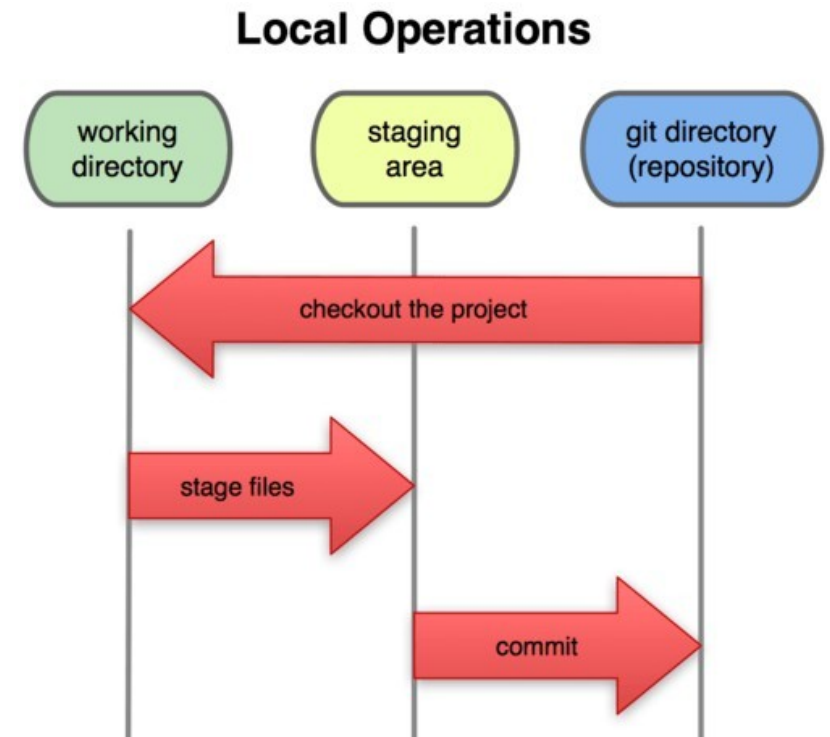 Local Operations
working
directory
staging
area
git directory
(repository)
checkout the project
stage files
commit